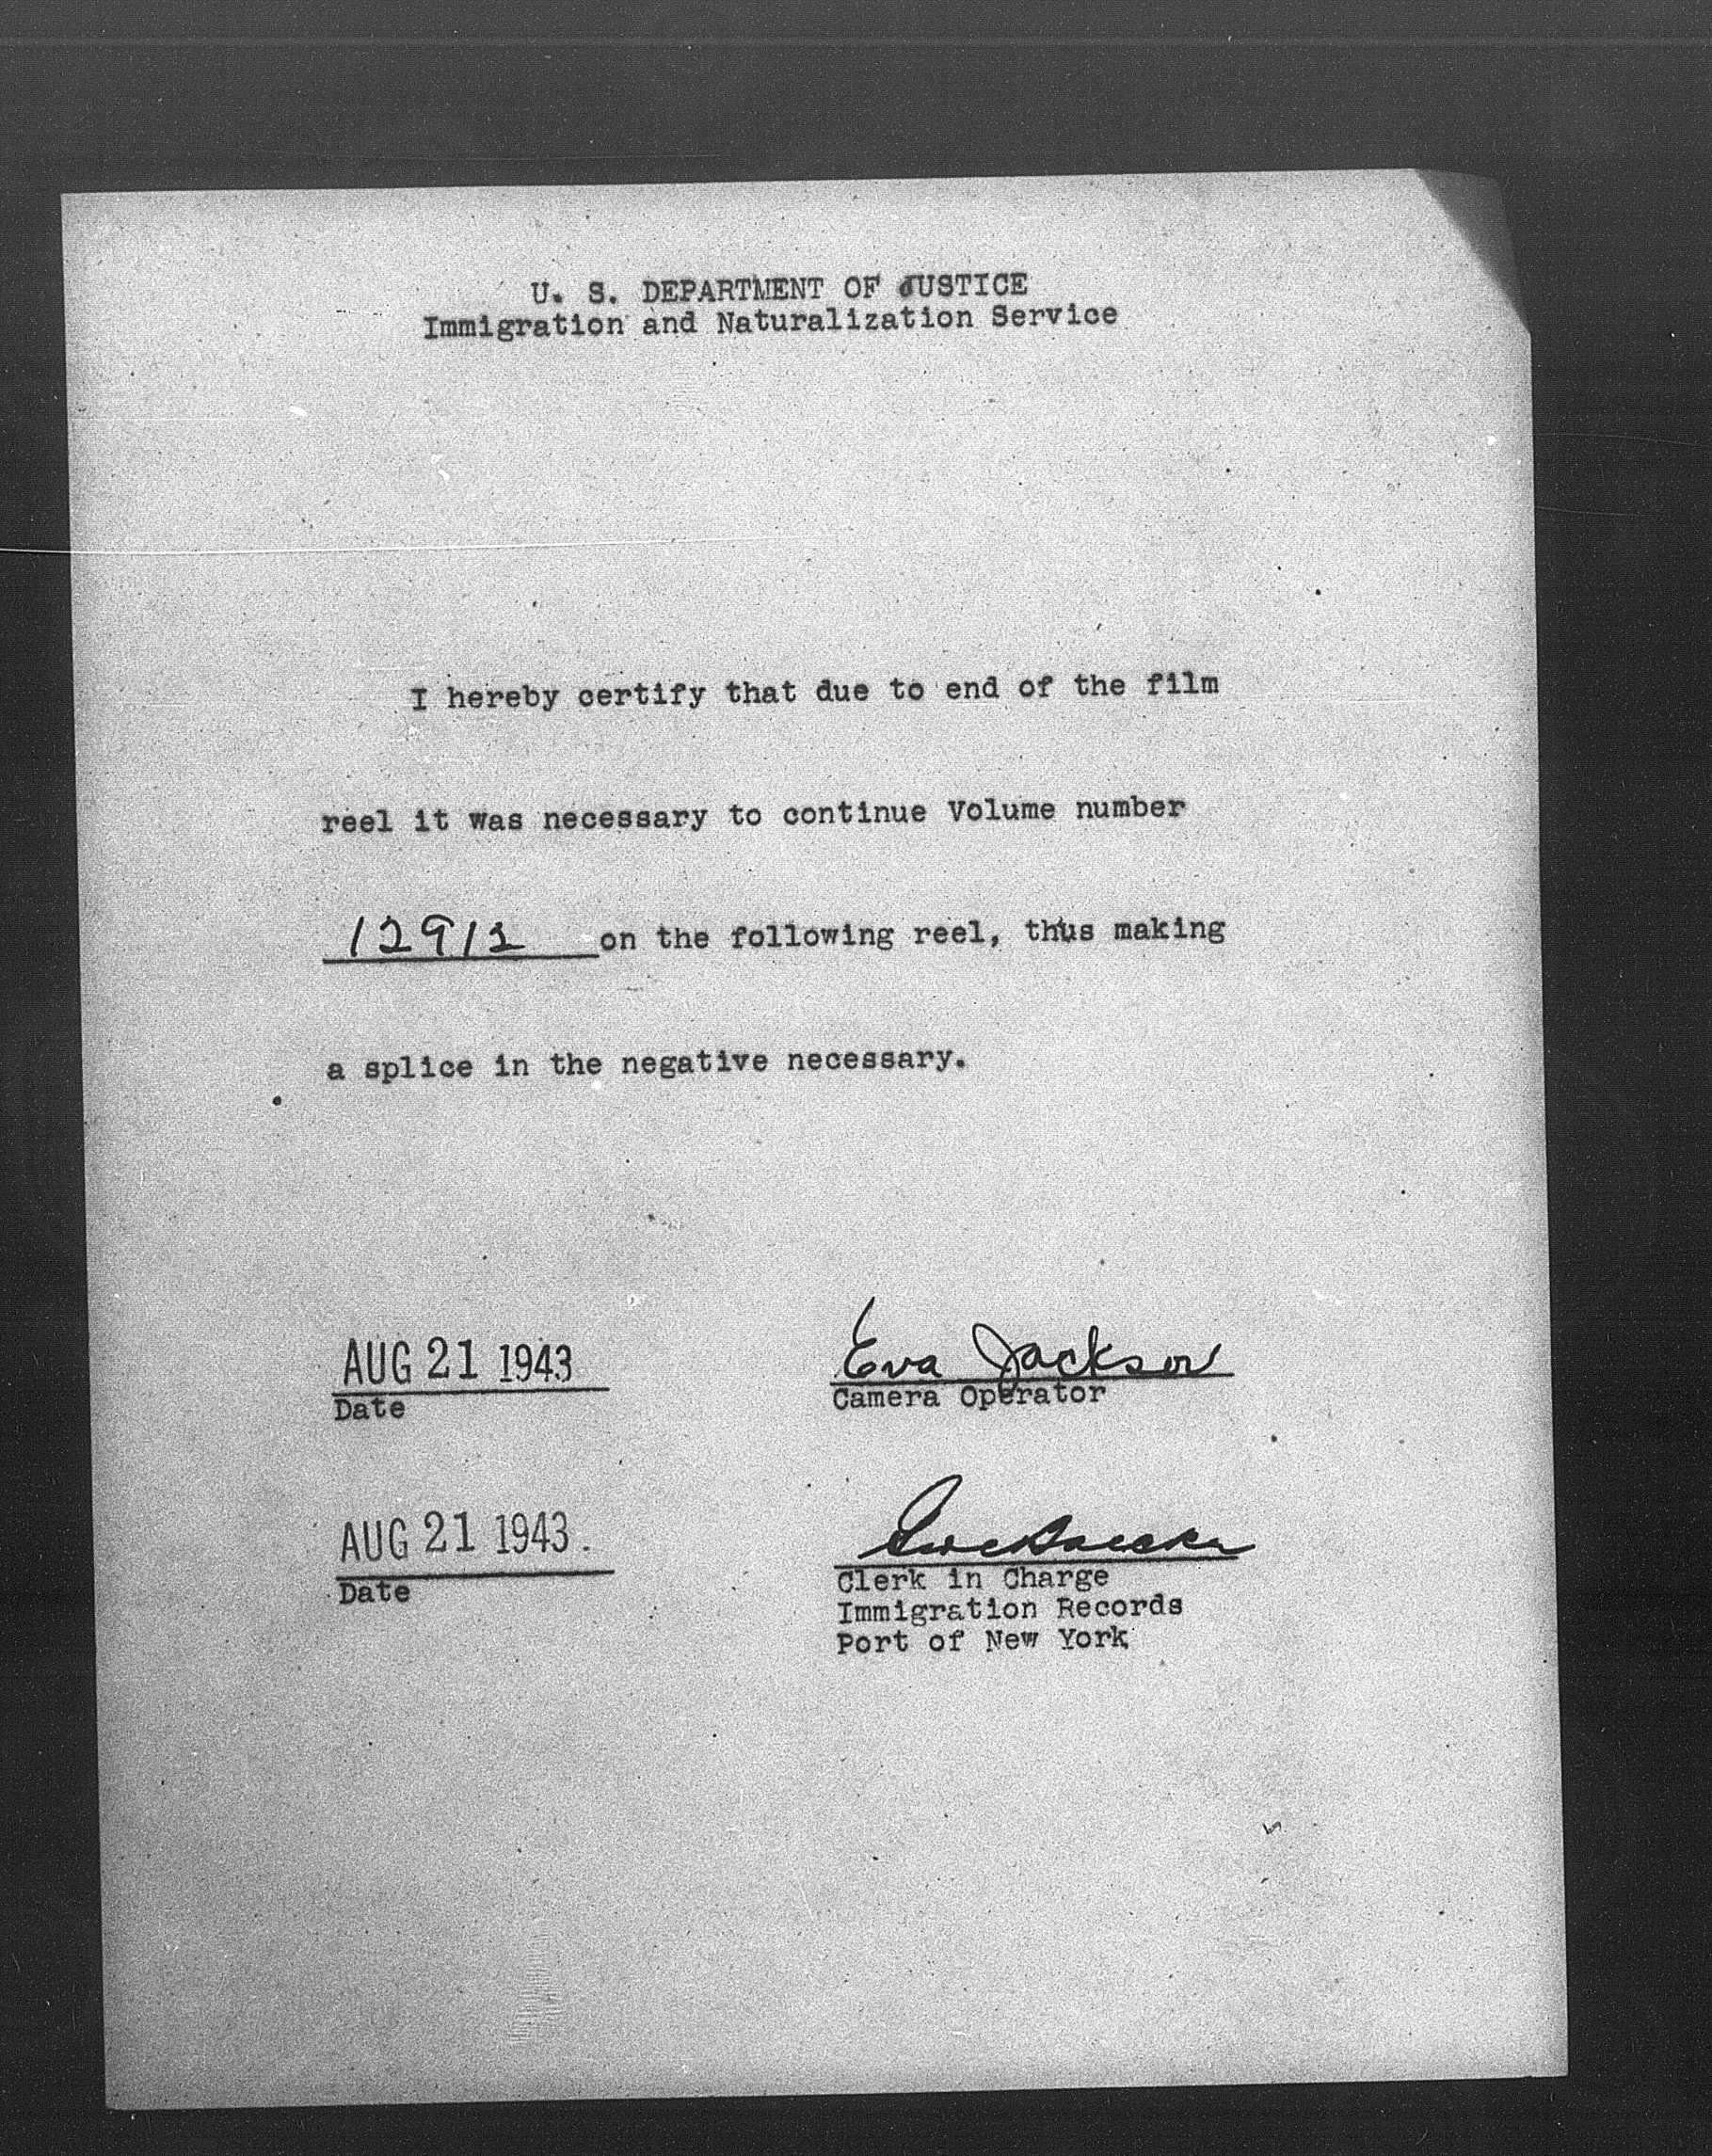 U. S. DEPARTMENT OF JUSTICE
Immigration and Naturalization Service
I hereby certify that due to end of the film
reel it was necessary to continue Volume number
12912 on the following reel, thus making
a splice in the negative necessary.
AUG 21 1943
Eva Jackson
Date
Camera Operator
AUG 21 1943.
Date
Clerk in Charge
Immigration Records
Port of New York